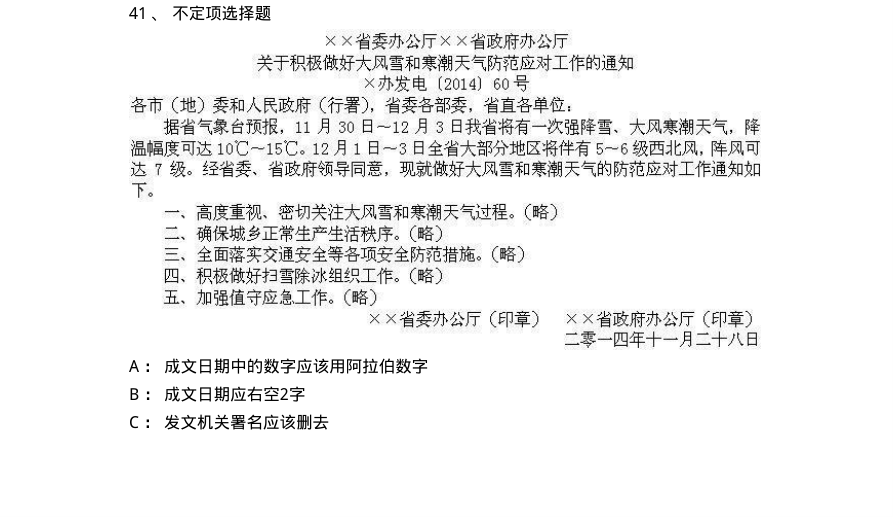 41 、 不定项选择题
××省委办公厅××省政府办公厅
关于积极做好大风雪和寒潮天气防范应对工作的通知
×办发电〔2014〕60 号
各市（地）委和人民政府（行署），省委各部委，省直各单位：
据省气象台预报，11 月 30 日～12 月 3 日我省将有一次强降雪、大风寒潮天气，降
温幅度可达 10℃～15℃。12 月 1 日～3 日全省大部分地区将伴有 5～6 级西北风，阵风可
达 7 级。经省委、省政府领导同意，现就做好大风雪和寒潮天气的防范应对工作通知如
下。
一、高度重视、密切关注大风雪和寒潮天气过程。（略）
二、确保城乡正常生产生活秩序。（略）
三、全面落实交通安全等各项安全防范措施。（略）
四、积极做好扫雪除冰组织工作。（略）
五、加强值守应急工作。（略）
××省委办公厅（印章） ××省政府办公厅（印章）
二零一四年十一月二十八日
A ： 成文日期中的数字应该用阿拉伯数字
B ： 成文日期应右空2字
C ： 发文机关署名应该删去